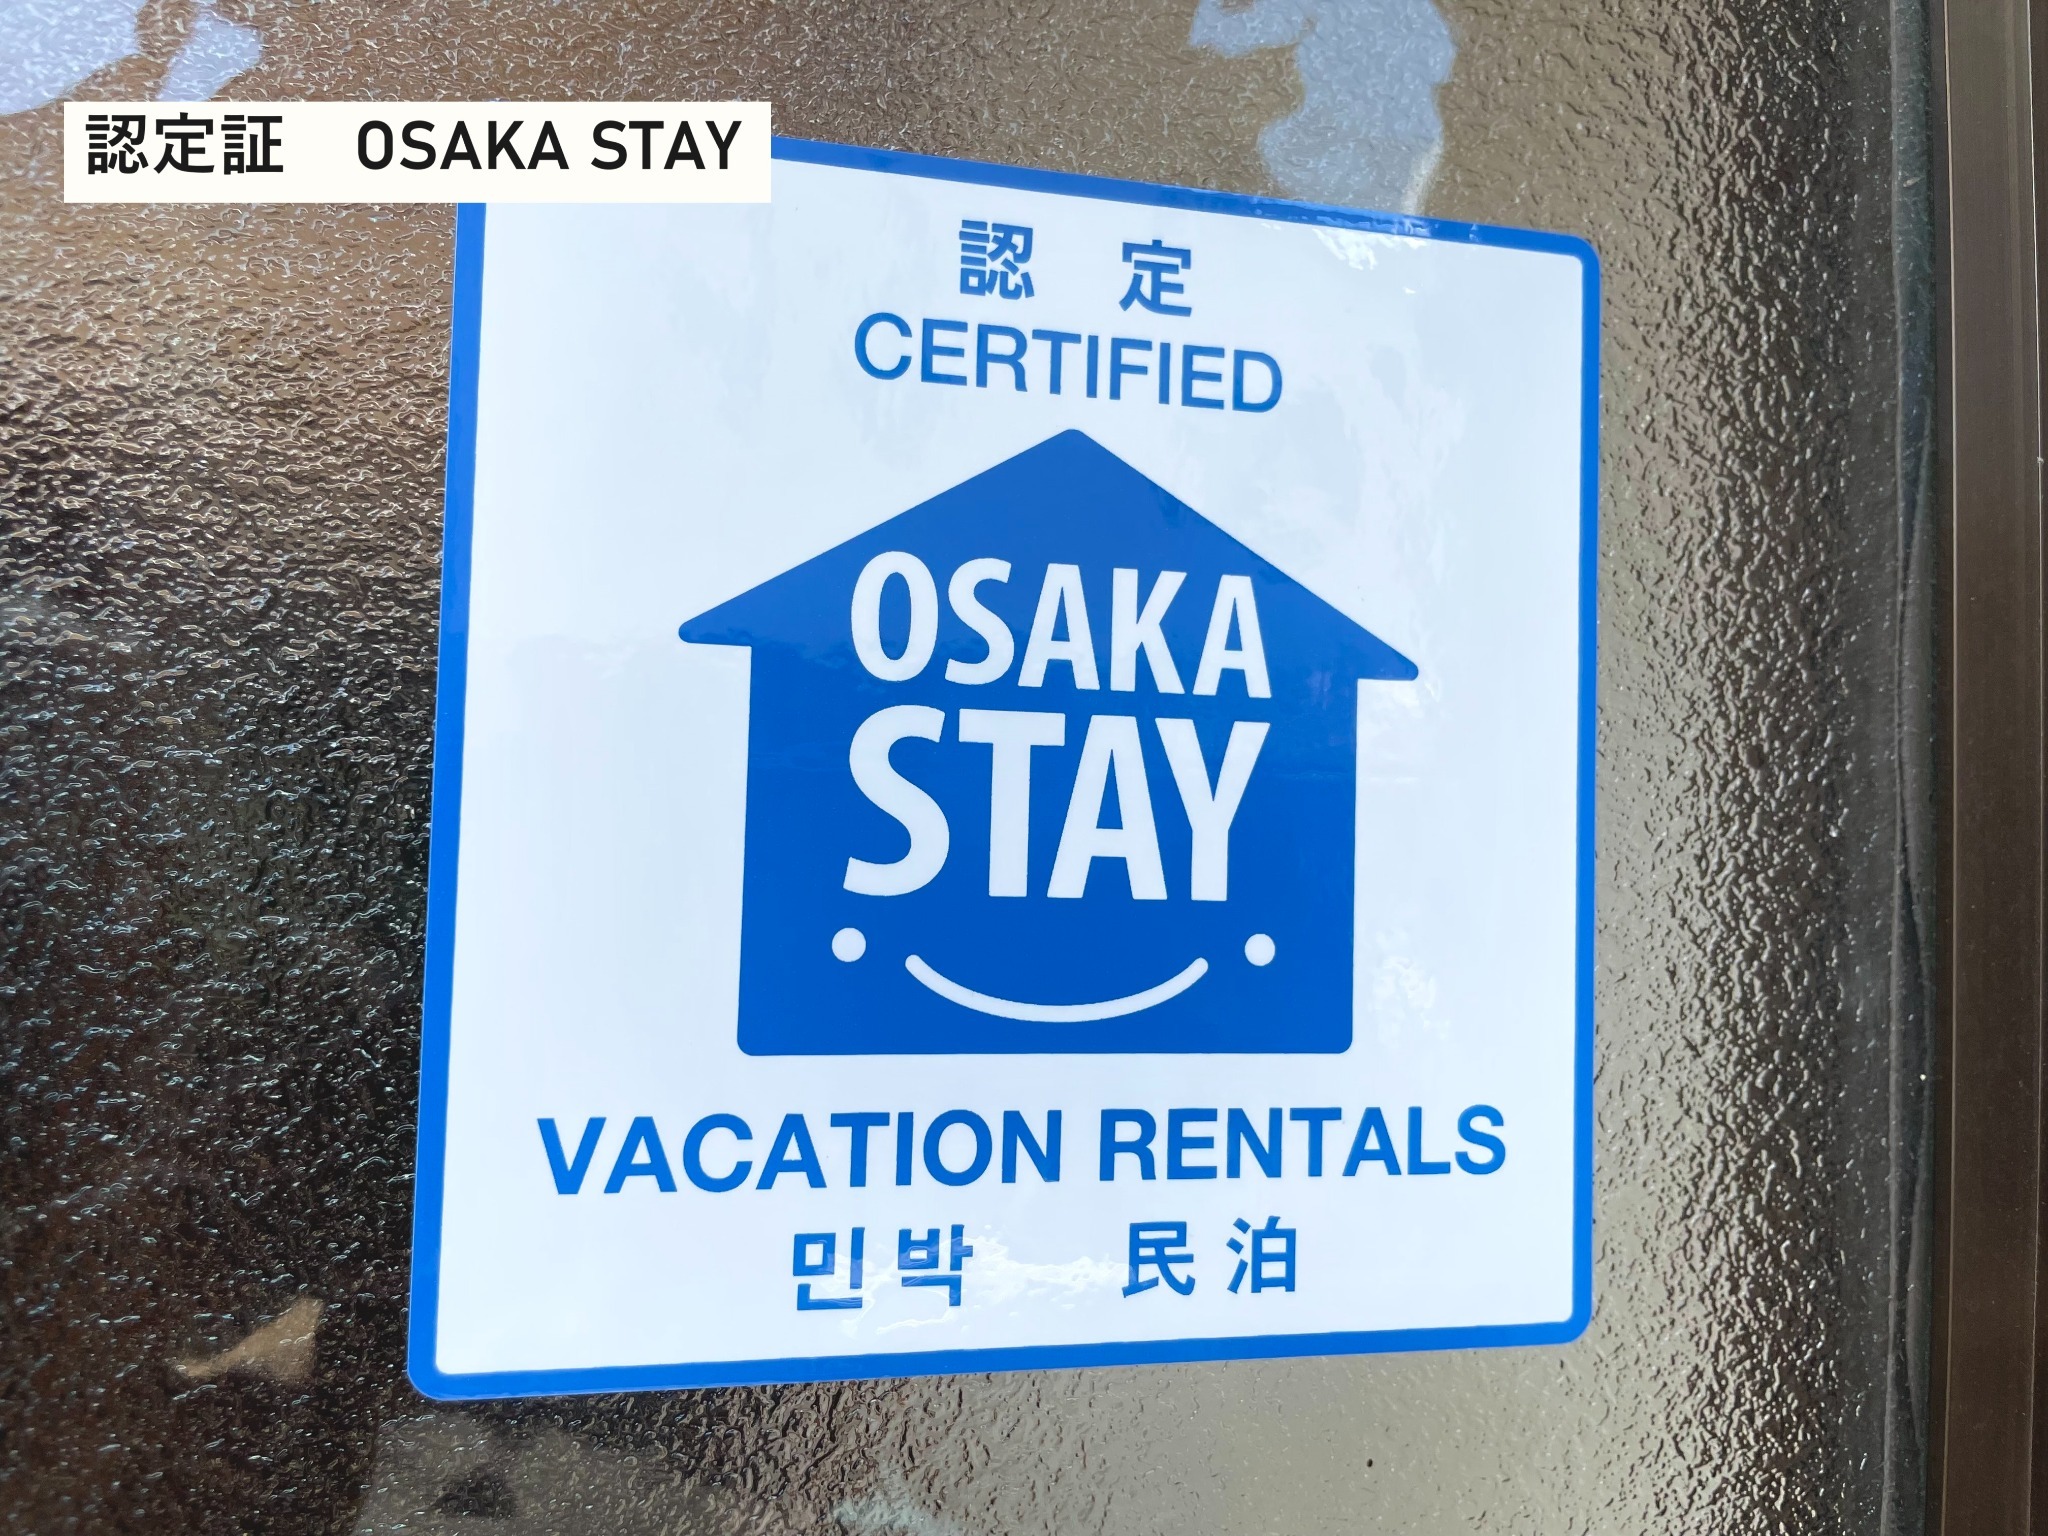 認定証　OSAKA STAY
認 定
CERTIFIED
OSAKA
STAY
VACATION RENTALS
민박　民泊